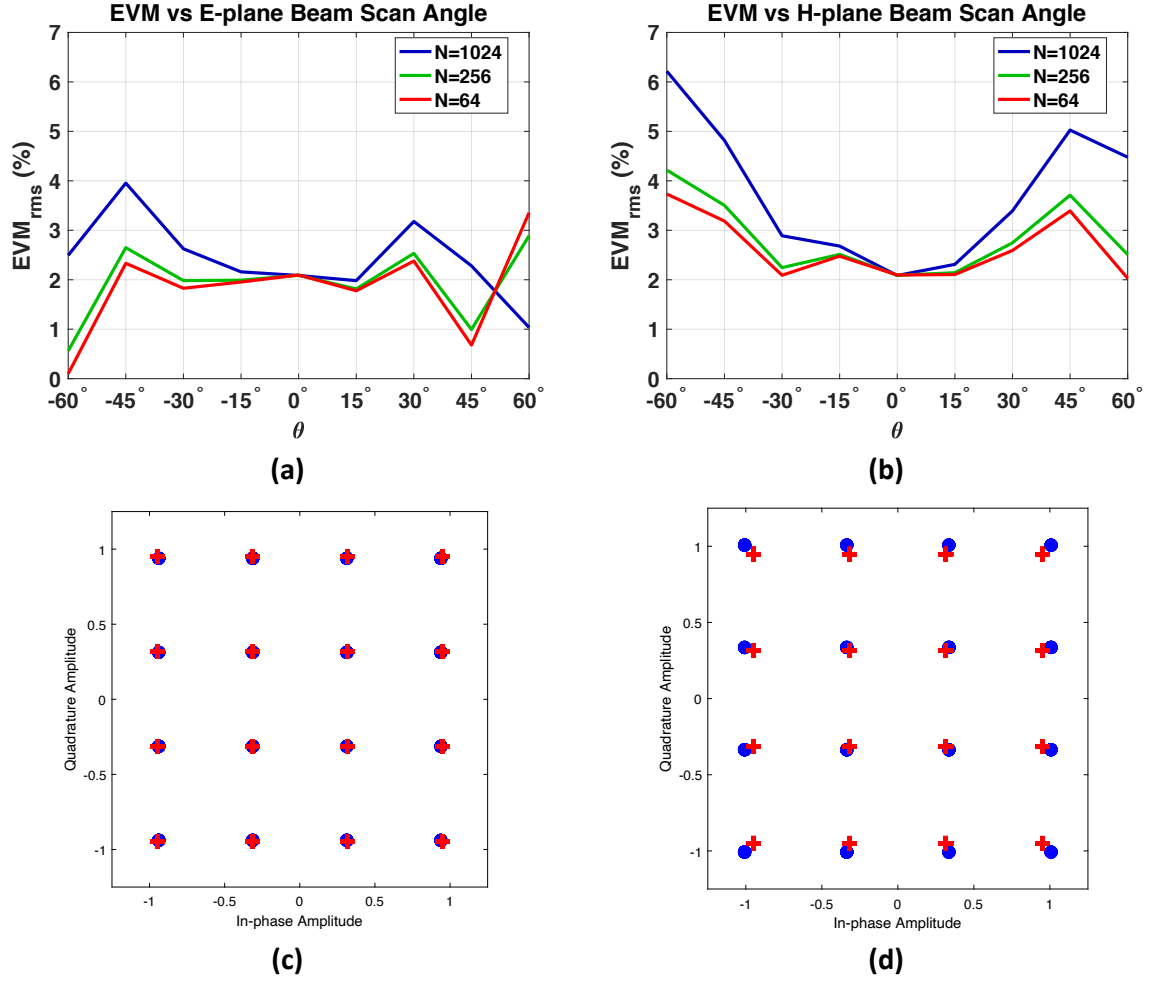 EVM vs E-plane Beam Scan Angle
7
6
5
4
3
2
1
0
EVM rms (%)
N=1024
N=256
N=64
-60° -45° -30° -15° 0° 15° 30° 45° 60°
θ
(a)
EVM vs H-plane Beam Scan Angle
7
6
5
4
3
2
1
0
EVM rms (%)
N=1024
N=256
N=64
-60° -45° -30° -15° 0° 15° 30° 45° 60°
θ
(b)
1
0.5
0
-0.5
-1
Quadrature Amplitude
-1 -0.5 0 0.5 1
In-phase Amplitude
(c)
1
0.5
0
-0.5
-1
Quadrature Amplitude
-1 -0.5 0 0.5 1
In-phase Amplitude
(d)